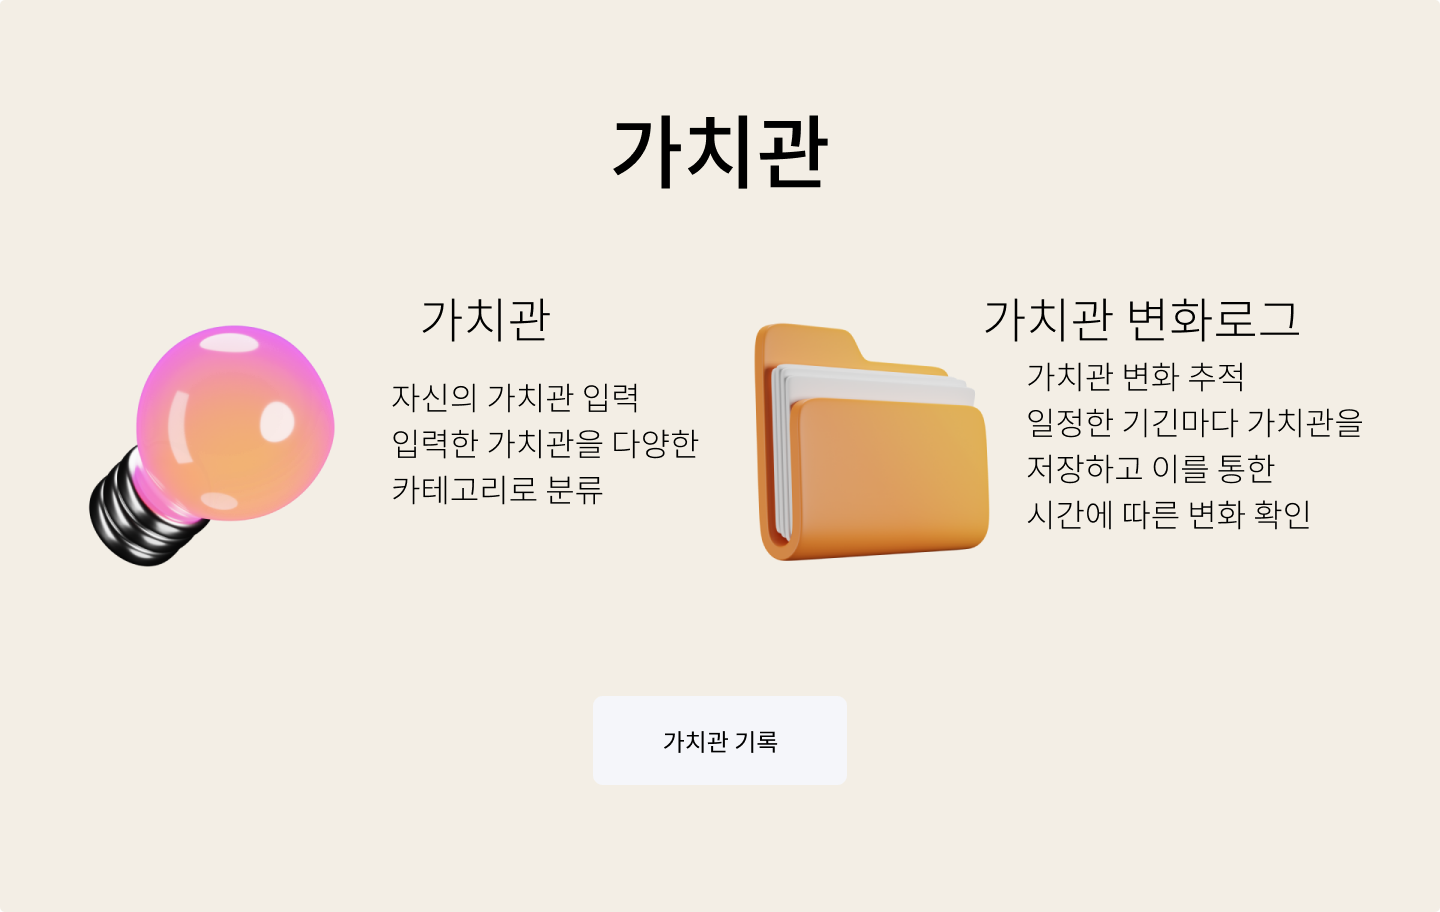 가치관
가치관
자신의 가치관 입력
입력한 가치관을 다양한
카테고리로 분류
가치관 변화로그
가치관 변화 추적
일정한 기긴마다 가치관을
저장하고 이를 통한
시간에 따른 변화 확인
가치관 기록